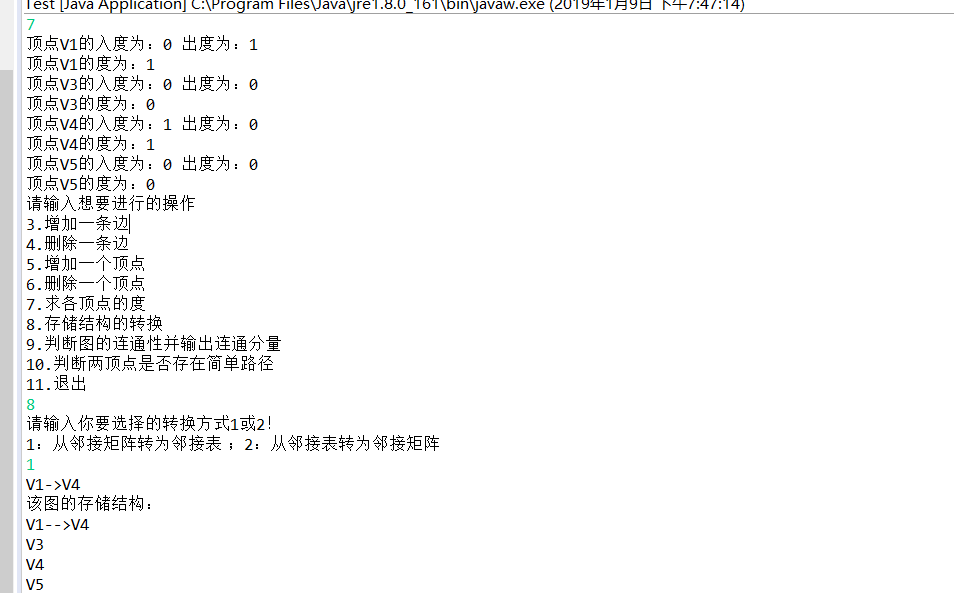 Test [Java Application] C:\Program Files\Java\jre1.8.0_161\bin\javaw.exe (2019年1月9日 下午7:47:14)
7
顶点V1的入度为：0 出度为：1
顶点V1的度为：1
顶点V3的入度为：0 出度为：0
顶点V3的度为：0
顶点V4的入度为：1 出度为：0
顶点V4的度为：1
顶点V5的入度为：0 出度为：0
顶点V5的度为：0
请输入想要进行的操作
3.增加一条边
4.删除一条边
5.增加一个顶点
6.删除一个顶点
7.求各顶点的度
8.存储结构的转换
9.判断图的连通性并输出连通分量
10.判断两顶点是否存在简单路径
11.退出
8
请输入你要选择的转换方式1或2！
1：从邻接矩阵转为邻接表 ；2：从邻接表转为邻接矩阵
1
V1->V4
该图的存储结构：
V1-->V4
V3
V4
V5